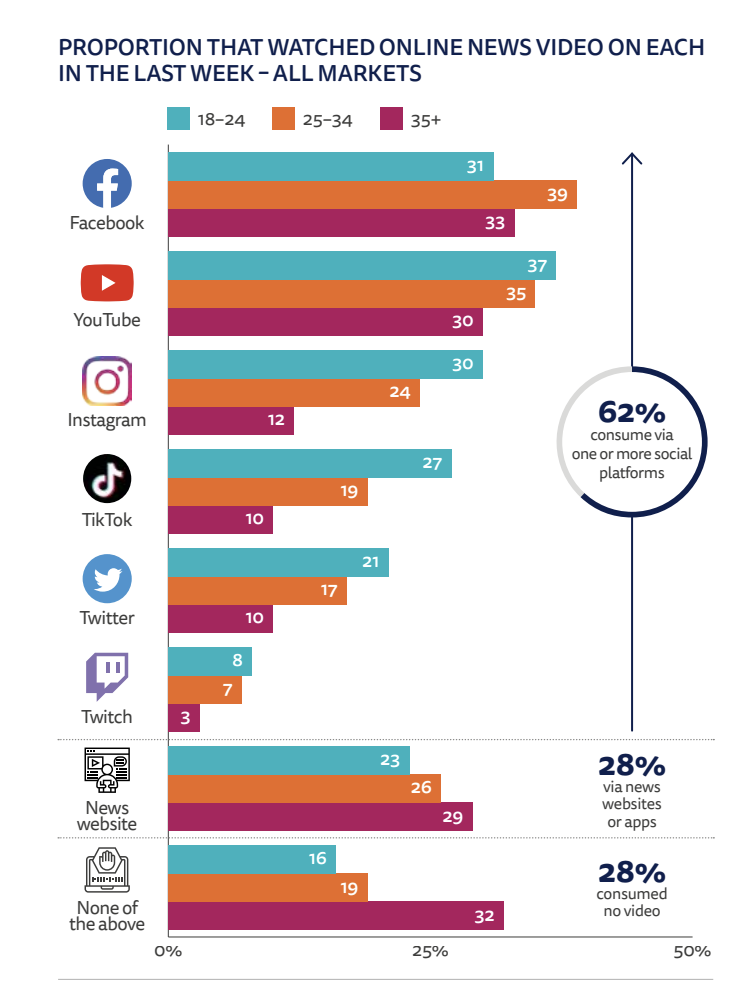 PROPORTION THAT WATCHED ONLINE NEWS VIDEO ON EACH
IN THE LAST WEEK – ALL MARKETS
18–24
25–34
35+
Facebook
31
39
33
YouTube
37
35
30
Instagram
30
24
12
TikTok
27
19
10
Twitter
21
17
10
Twitch
8
7
3
62%
consume via
one or more social
platforms
News
website
23
26
29
28%
via news
websites
or apps
None of
the above
16
19
32
28%
consumed
no video
0%
25%
50%